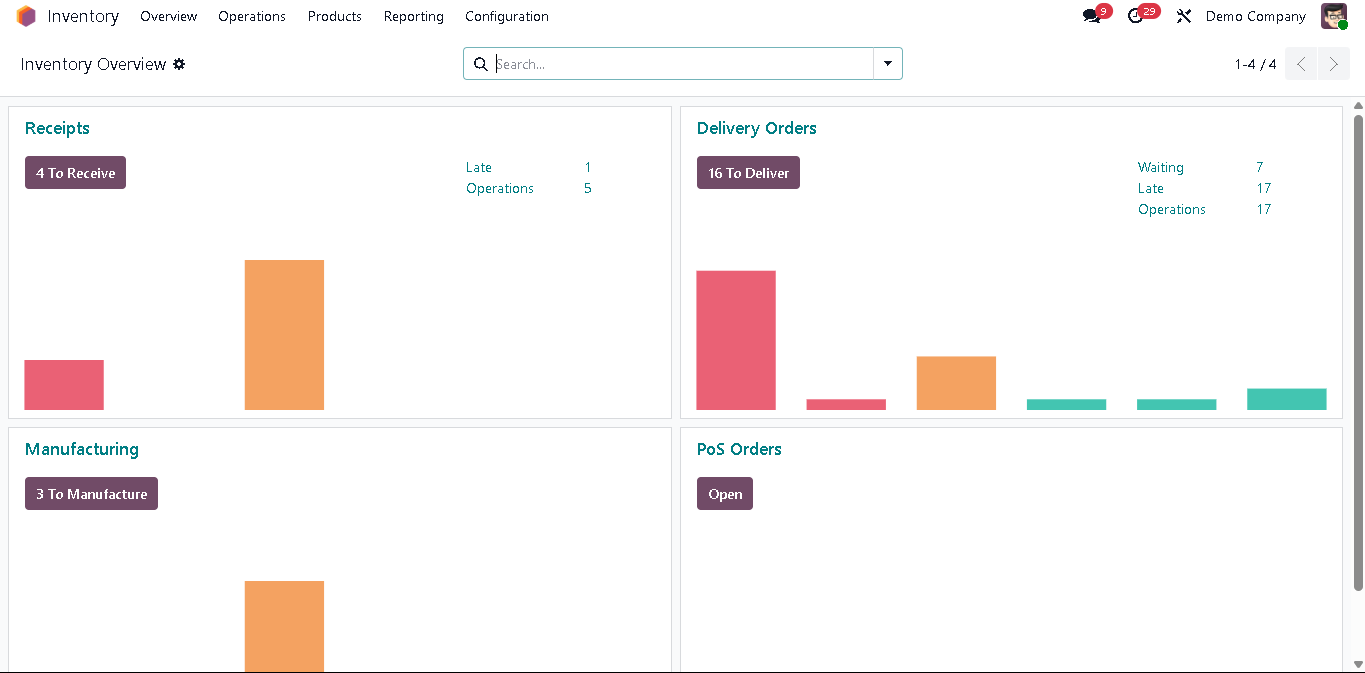 Inventory Overview Operations Products Reporting Configuration 9 29 Demo Company
Inventory Overview Search... 1-4 / 4
Receipts
4 To Receive
Late 1
Operations 5
Delivery Orders
16 To Deliver
Waiting 7
Late 17
Operations 17
Manufacturing
3 To Manufacture
PoS Orders
Open